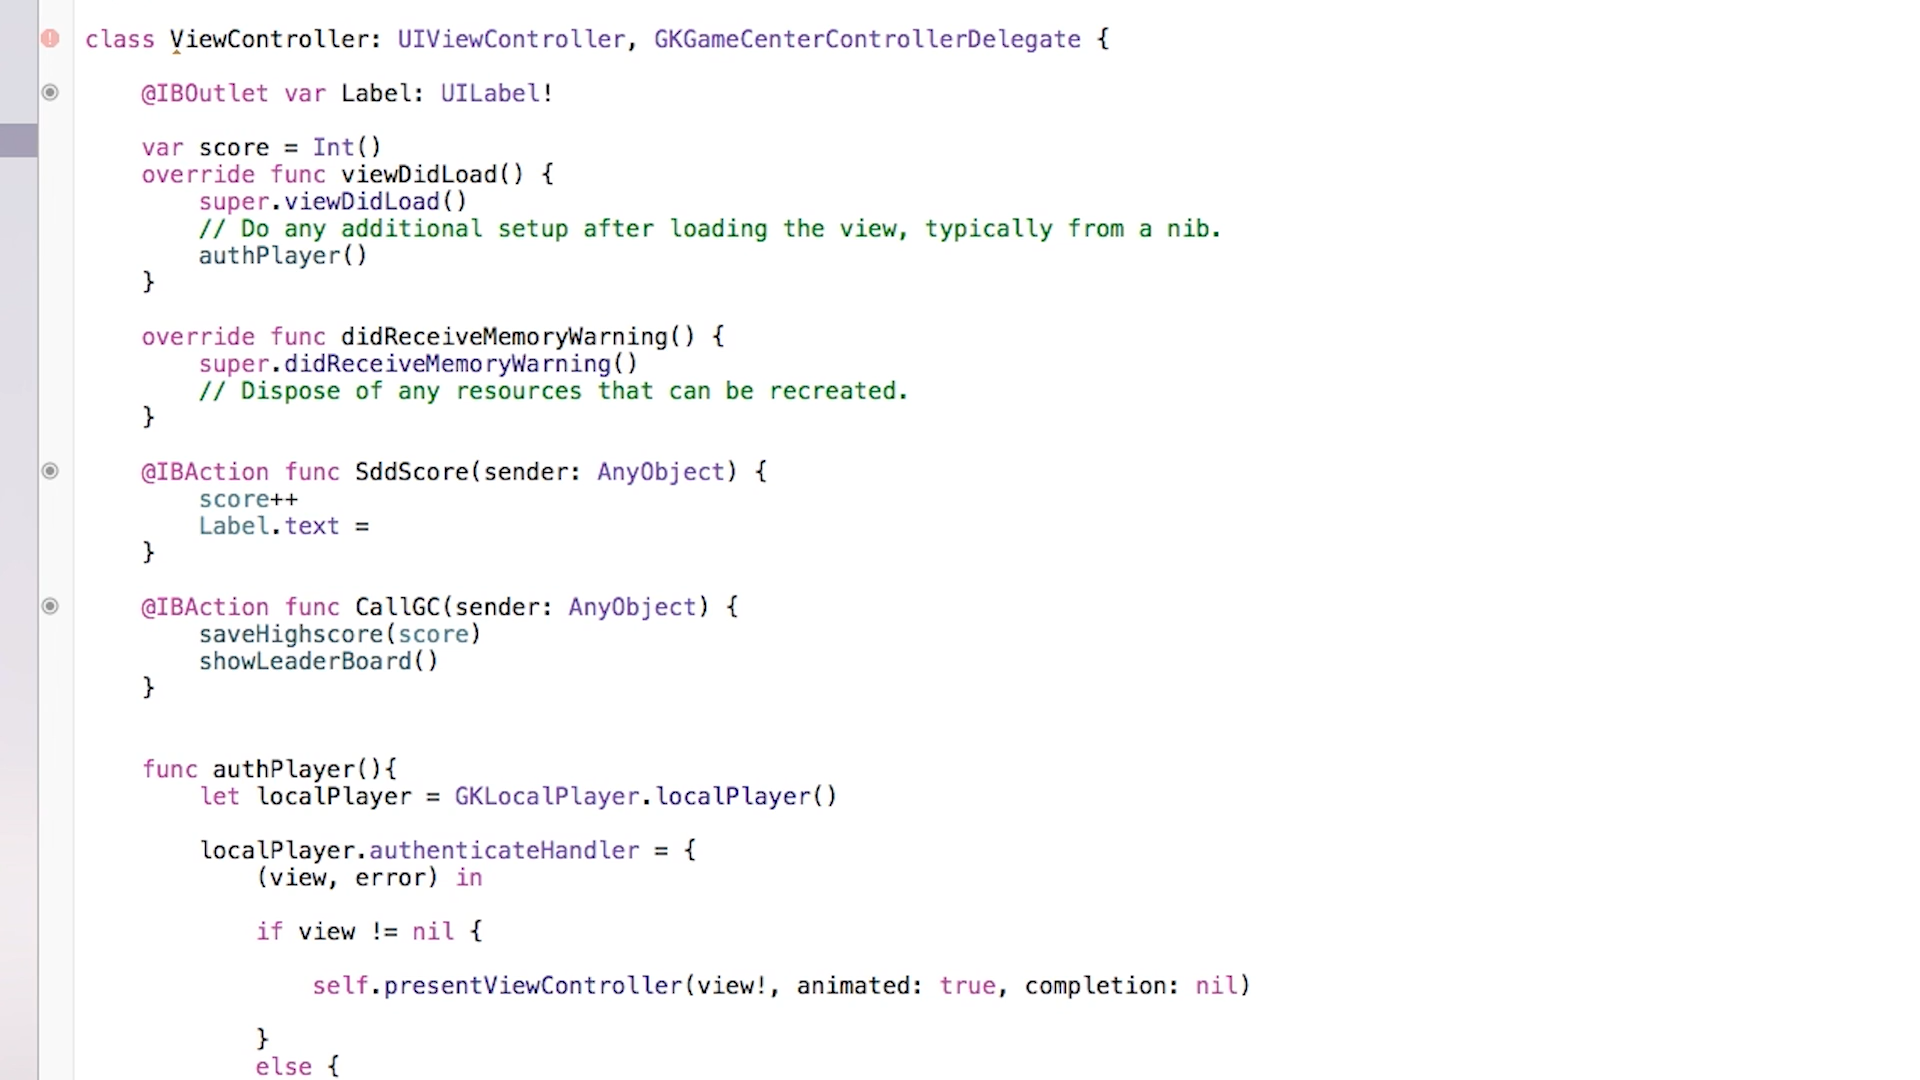 class ViewController: UIViewController, GKGameCenterControllerDelegate {
@IBOutlet var Label: UILabel!
var score = Int()
override func viewDidLoad() {
super.viewDidLoad()
// Do any additional setup after loading the view, typically from a nib.
authPlayer()
}
override func didReceiveMemoryWarning() {
super.didReceiveMemoryWarning()
// Dispose of any resources that can be recreated.
}
@IBAction func SddScore(sender: AnyObject) {
score++
Label.text =
}
@IBAction func CallGC(sender: AnyObject) {
saveHighscore(score)
showLeaderBoard()
}
func authPlayer(){
let localPlayer = GKLocalPlayer.localPlayer()
localPlayer.authenticateHandler = {
(view, error) in
if view != nil {
self.presentViewController(view!, animated: true, completion: nil)
}
else {